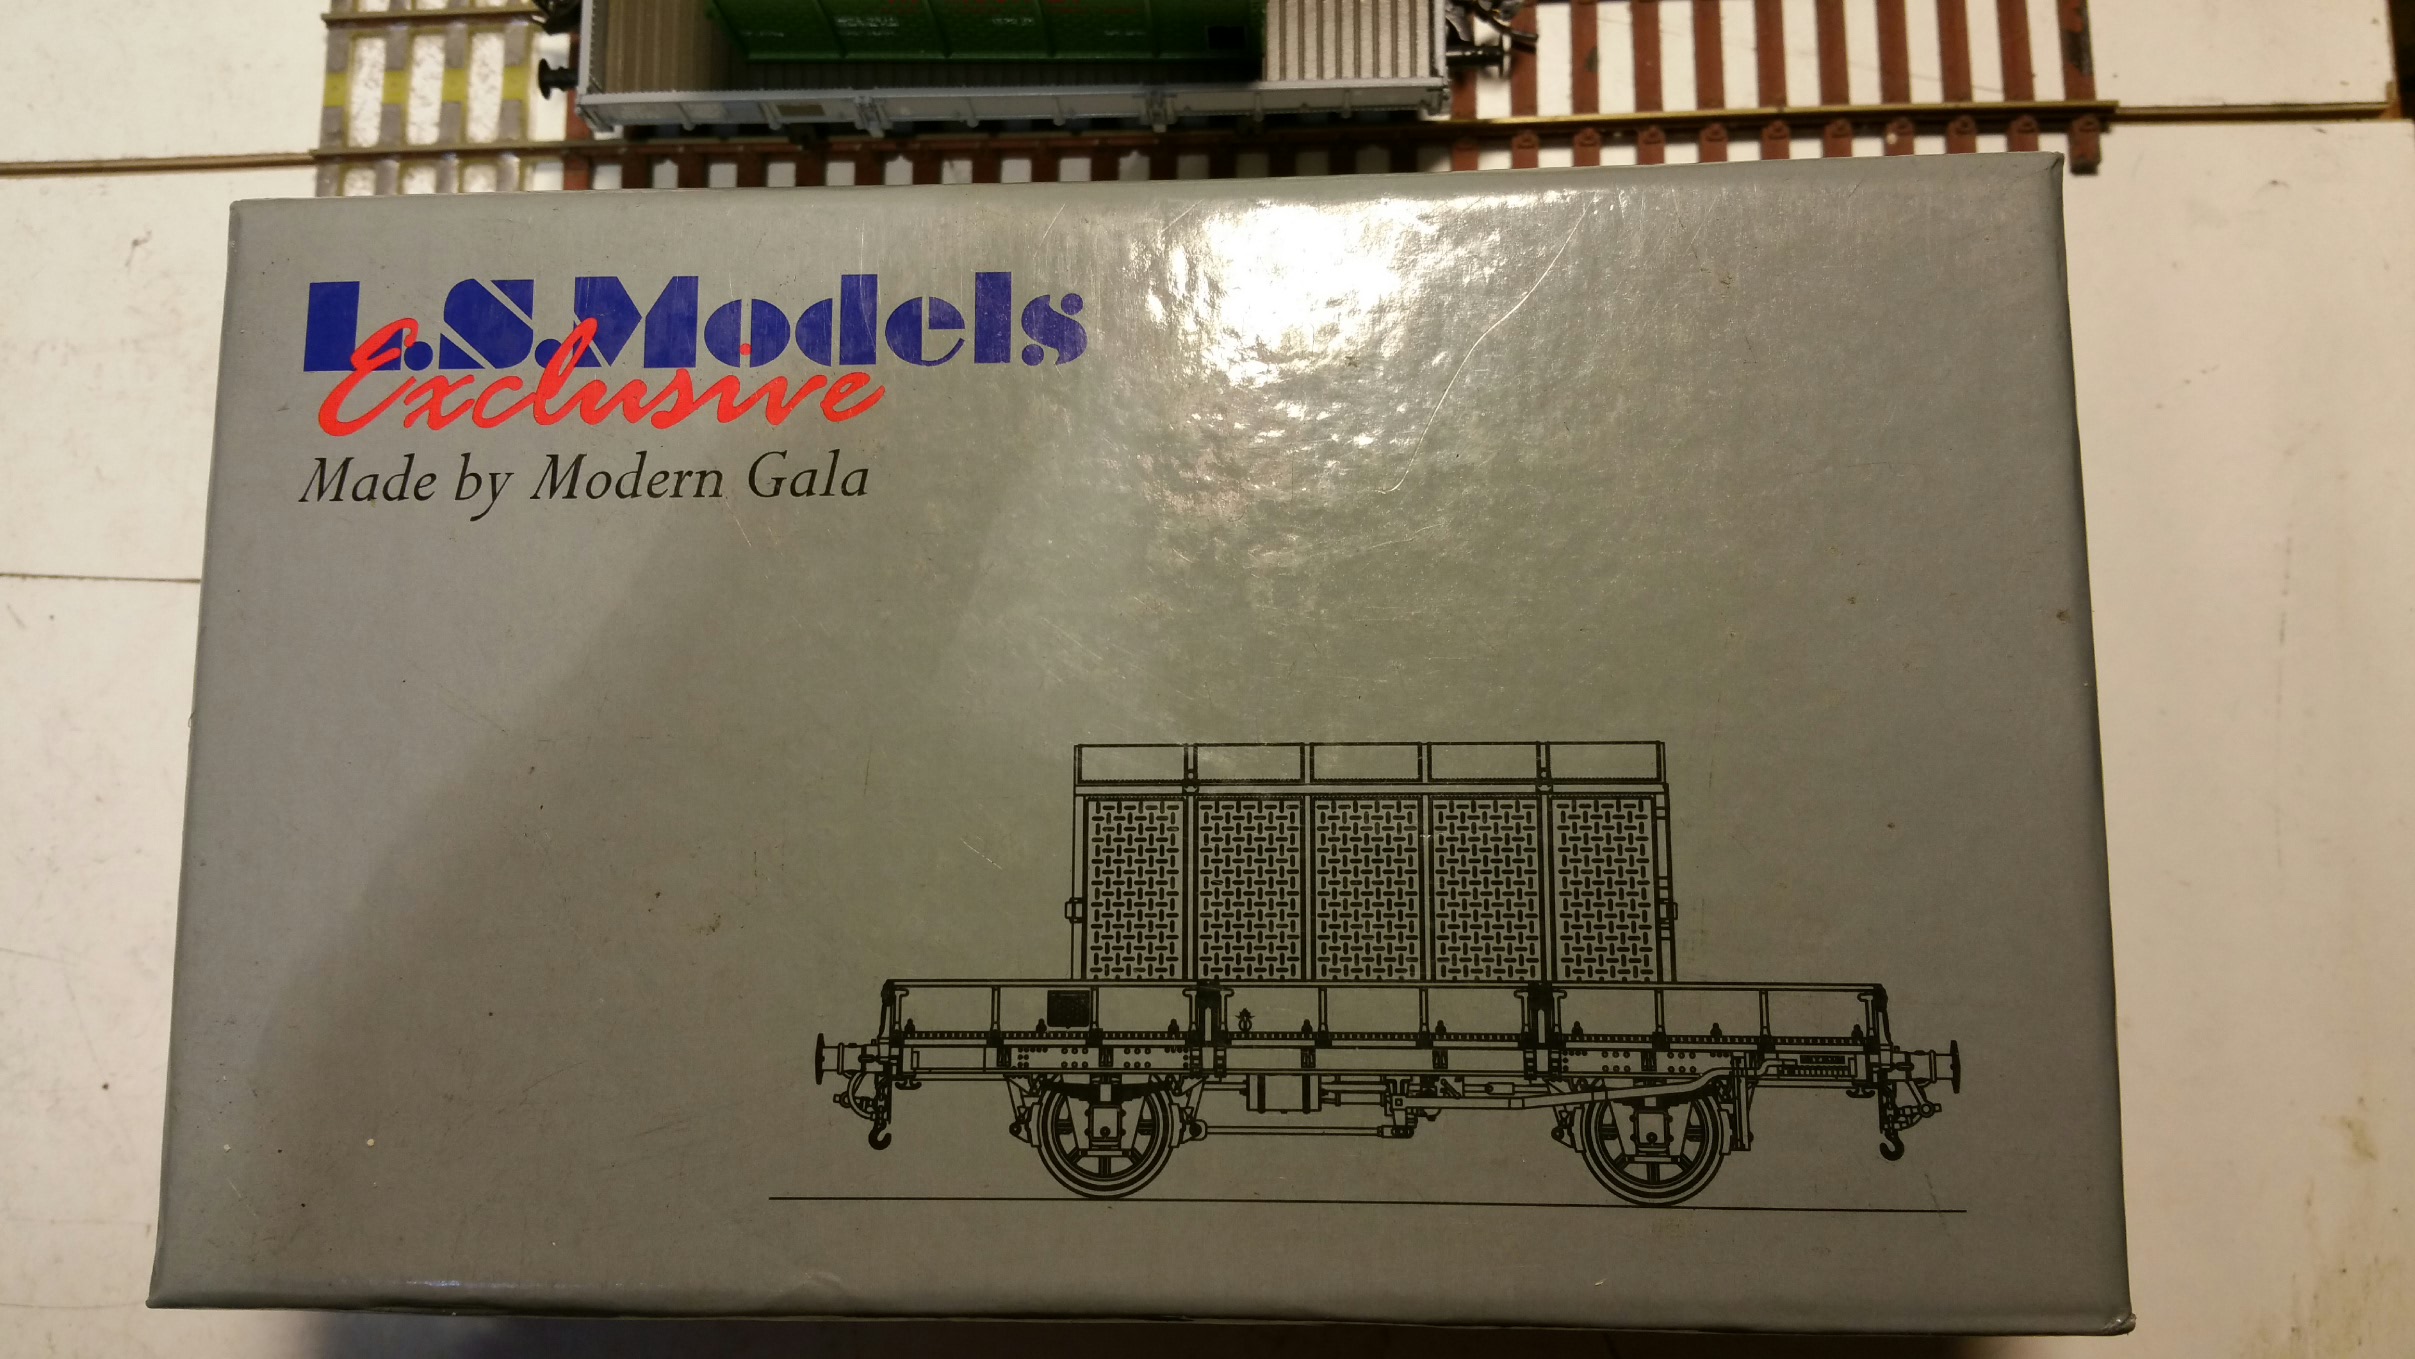 L.S.Models
Exclusive
Made by Modern Gala